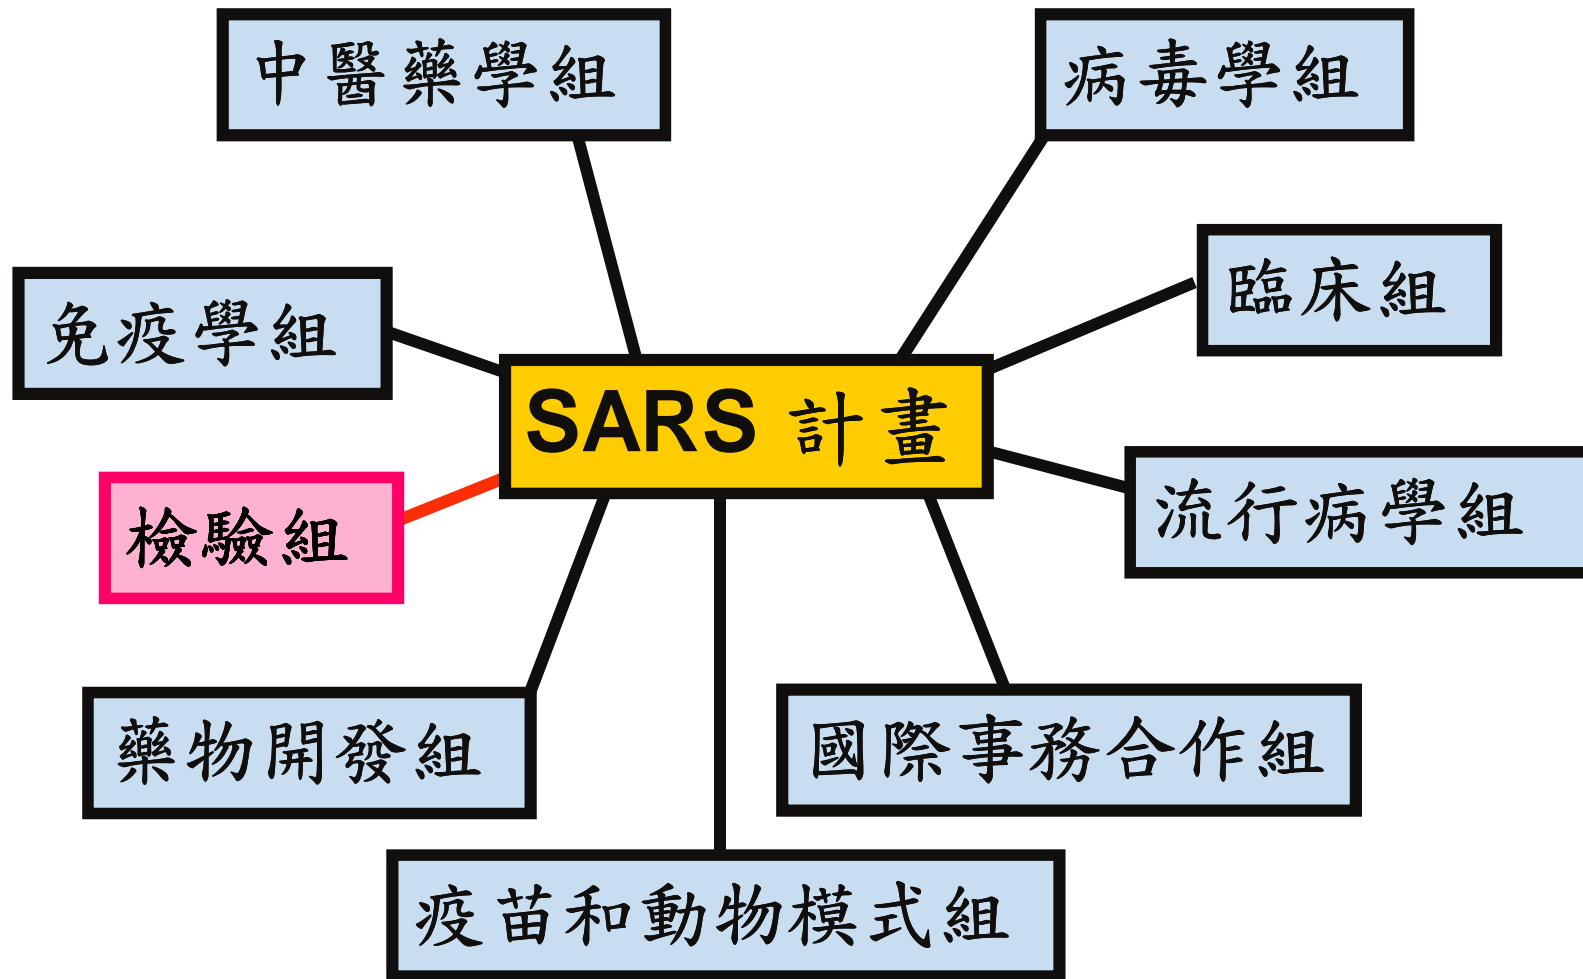 中醫藥學組
病毒學組
臨床組
免疫學組
SARS 計畫
流行病學組
檢驗組
藥物開發組
國際事務合作組
疫苗和動物模式組